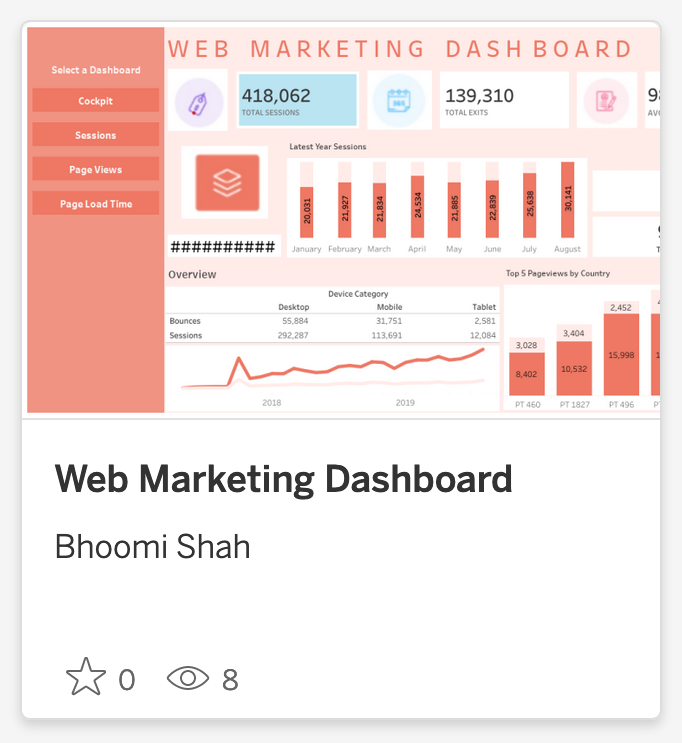 WEB MARKETING DASHBOARD
Select a Dashboard
Cockpit
Sessions
Page Views
Page Load Time
418,062
TOTAL SESSIONS
139,310
TOTAL EXITS
Latest Year Sessions
20,031
21,927
21,834
24,534
21,885
22,839
25,638
30,141
January February March April May June July August
##########
Overview
Device Category
Desktop Mobile Tablet
Bounces 55,884 31,751 2,581
Sessions 292,287 113,691 12,084
2018 2019
Top 5 Pageviews by Country
3,028 3,404 2,452
8,402 10,532 15,998
PT 460 PT 1827 PT 496
Web Marketing Dashboard
Bhoomi Shah
0 8